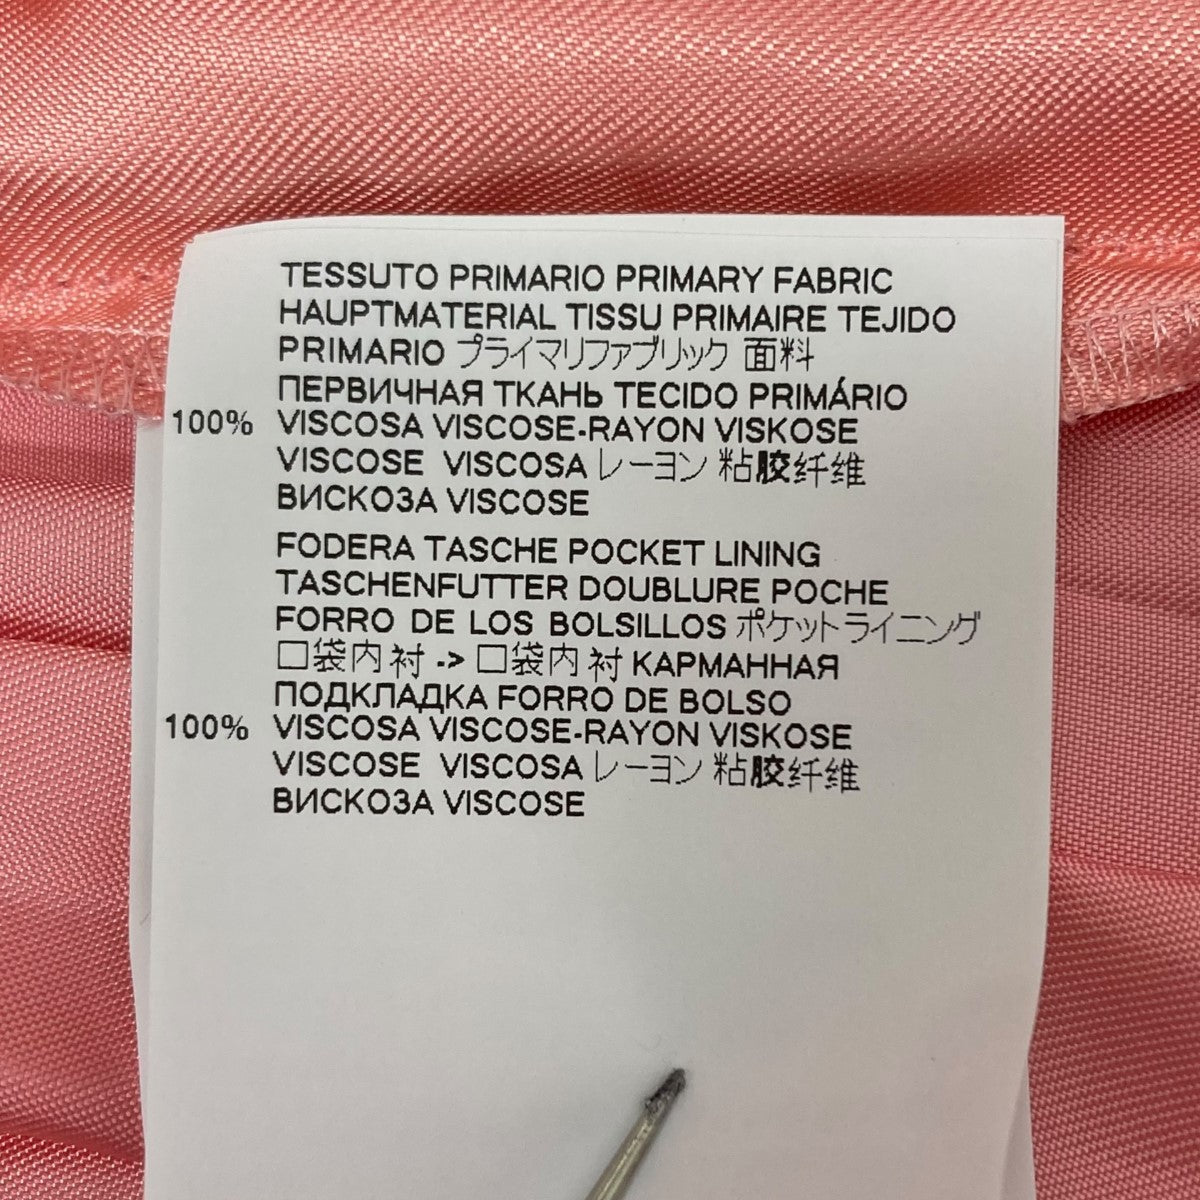 TESSUTO PRIMARIO PRIMARY FABRIC
HAUPTMATERIAL TISSU PRIMAIRE TEJIDO
PRIMARIO プライマリファブリック 面料
ПЕРВИЧНАЯ ТКАНЬ TECIDO PRIMÁRIO
100% VISCOSA VISCOSE-RAYON VISKOSE
VISCOSE VISCOSA レーヨン 粘胶纤维
ВИСКОЗА VISCOSE
FODERA TASCHE POCKET LINING
TASCHENFUTTER DOUBLURE POCHE
FORRO DE LOS BOLSILLOS ポケットライニング
口袋内衬 -> 口袋内衬 КАРМАННАЯ
ПОДКЛАДКА FORRO DE BOLSO
100% VISCOSA VISCOSE-RAYON VISKOSE
VISCOSE VISCOSA レーヨン 粘胶纤维
ВИСКОЗА VISCOSE